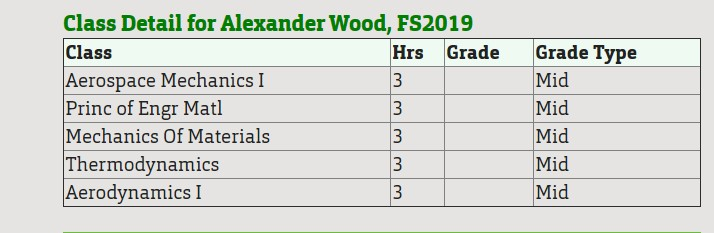 Class Detail for Alexander Wood, FS2019
Class Hrs Grade Grade Type
Aerospace Mechanics I 3 Mid
Princ of Engr Matl 3 Mid
Mechanics Of Materials 3 Mid
Thermodynamics 3 Mid
Aerodynamics I 3 Mid